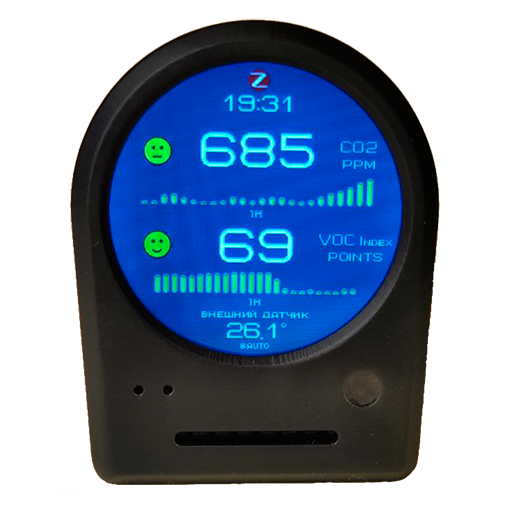 Z
19:31
685 CO2
PPM
1H
69 VOC INDEX
POINTS
1H
ВНЕШНИЙ ДАТЧИК
26.1°
@AUTO